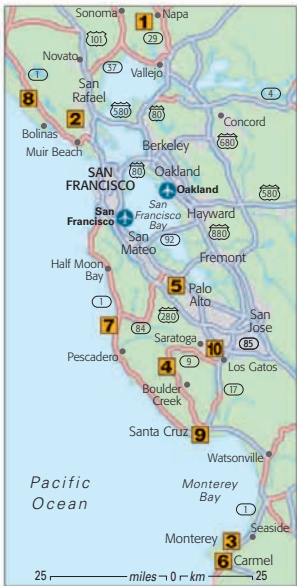 Sonoma
1
Napa
101
29
Novato
37
Vallejo
1
San
Rafael
8
2
580
80
4
Concord
Bolinas
Muir Beach
Berkeley
680
SAN
FRANCISCO
80
Oakland
Oakland
580
San
Francisco
San
Francisco
Bay
Hayward
880
92
San
Mateo
Fremont
Half Moon
Bay
5
Palo
Alto
1
280
San
Jose
7
84
Saratoga
85
Pescadero
10
4
9
Los Gatos
Boulder
Creek
17
Santa Cruz
9
Watsonville
Pacific
Ocean
Monterey
Bay
1
Seaside
Monterey
3
6
Carmel
25 miles 0 km 25